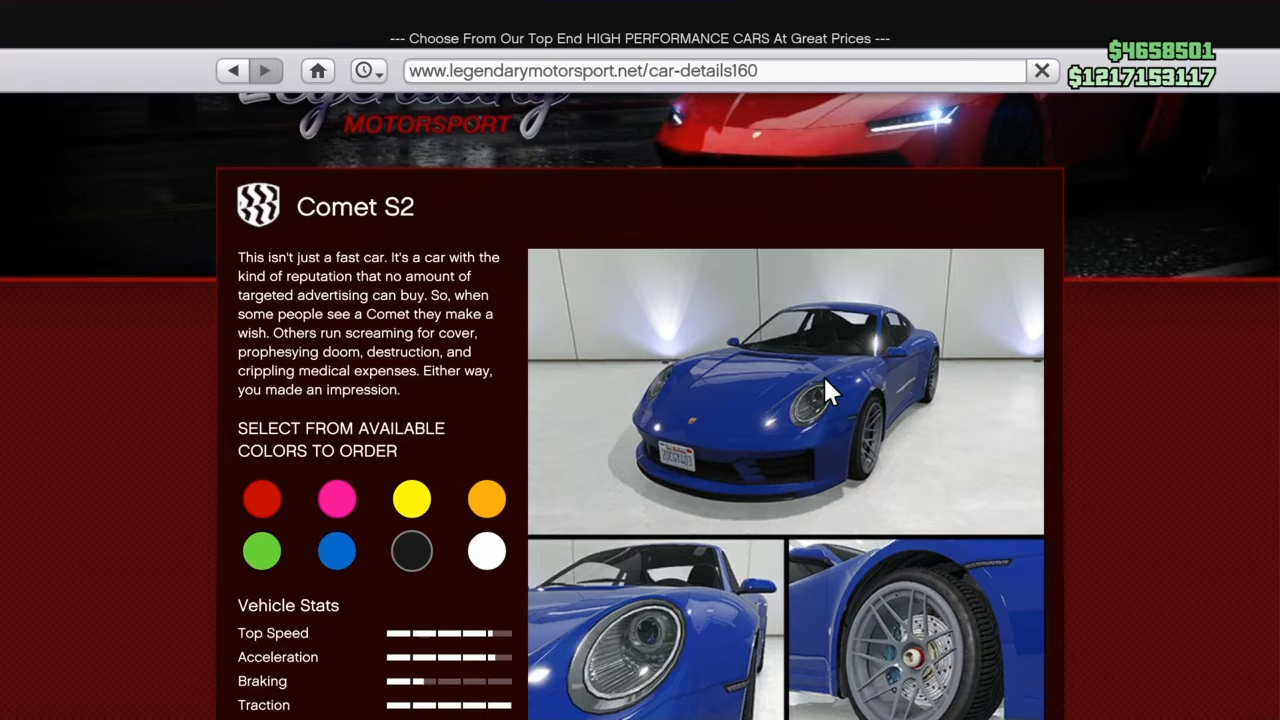 --- Choose From Our Top End HIGH PERFORMANCE CARS At Great Prices ---
$4658501
www.legendarymotorsport.net/car-details160
$1217153117
Legendary
MOTORSPORT
Comet S2
This isn't just a fast car. It's a car with the
kind of reputation that no amount of
targeted advertising can buy. So, when
some people see a Comet they make a
wish. Others run screaming for cover,
prophesying doom, destruction, and
crippling medical expenses. Either way,
you made an impression.
SELECT FROM AVAILABLE
COLORS TO ORDER
Vehicle Stats
Top Speed
Acceleration
Braking
Traction